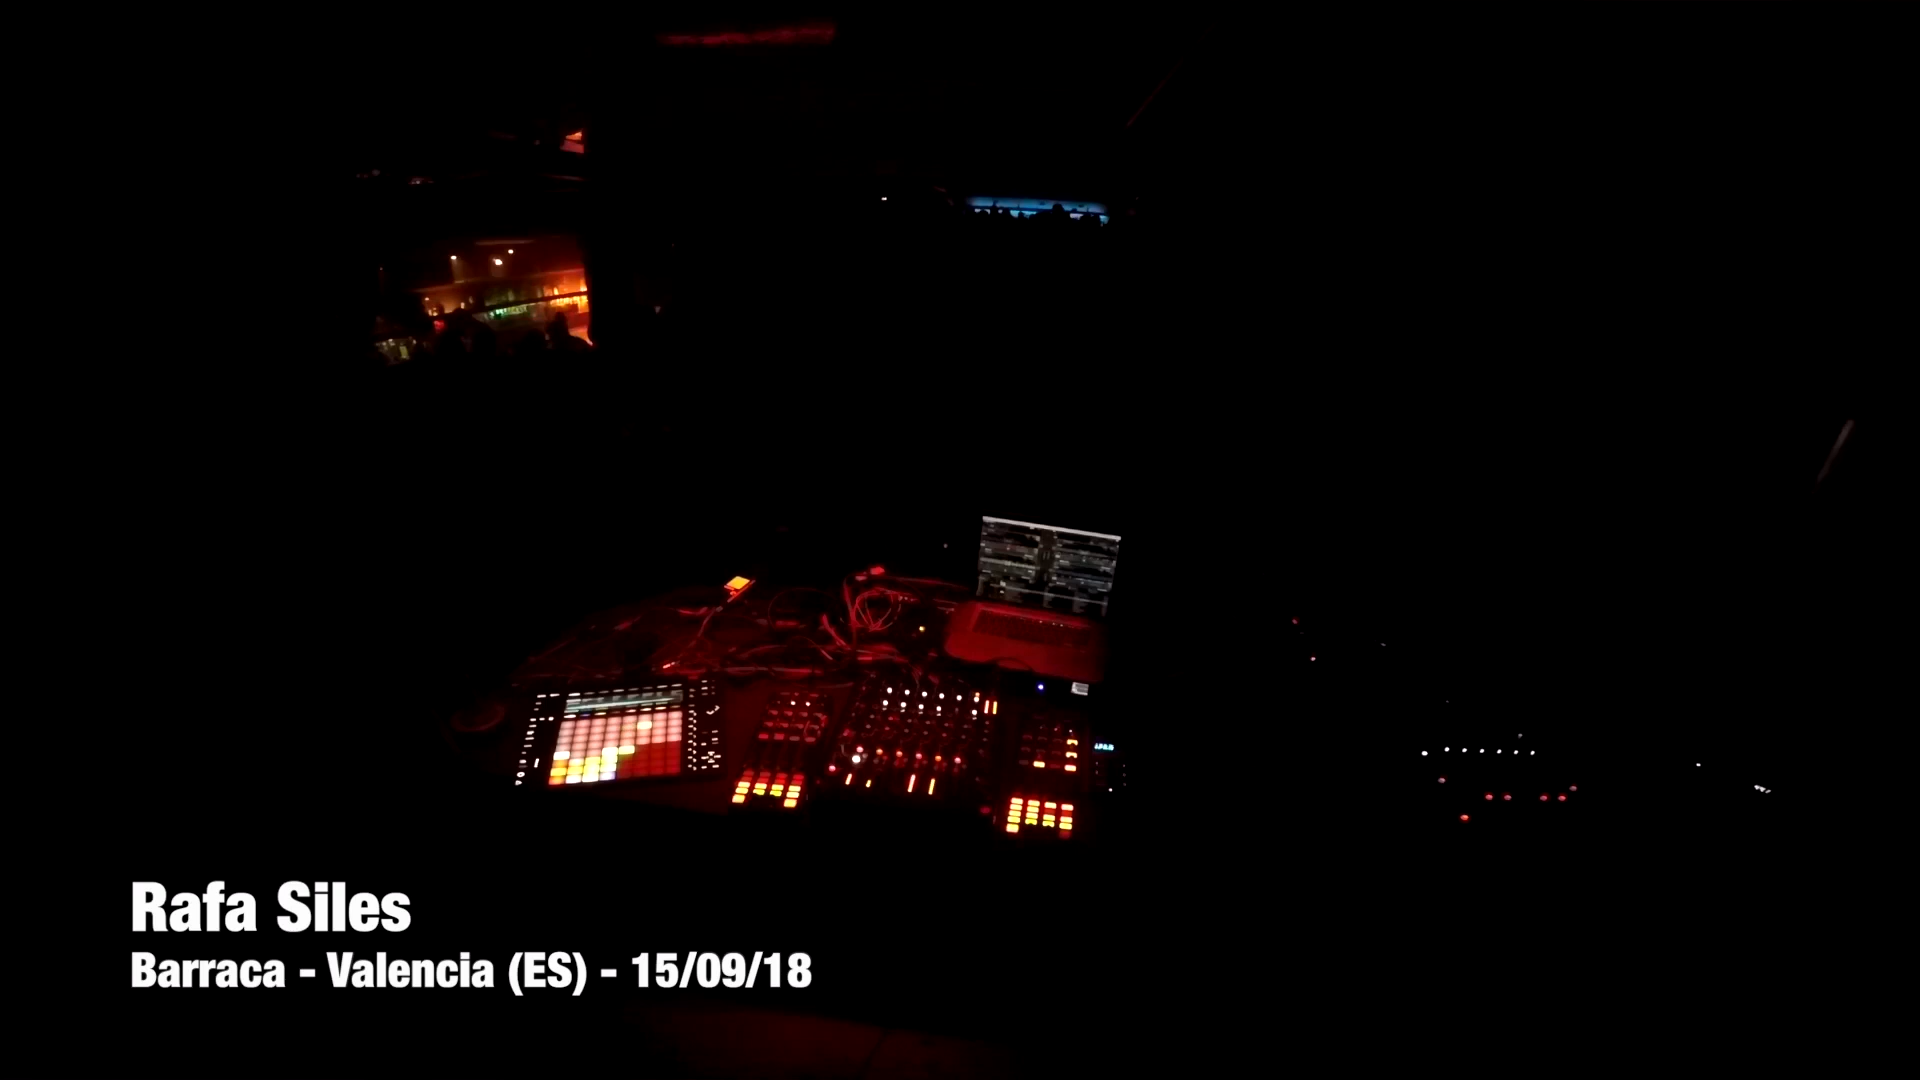 Rafa Siles
Barraca - Valencia (ES) - 15/09/18